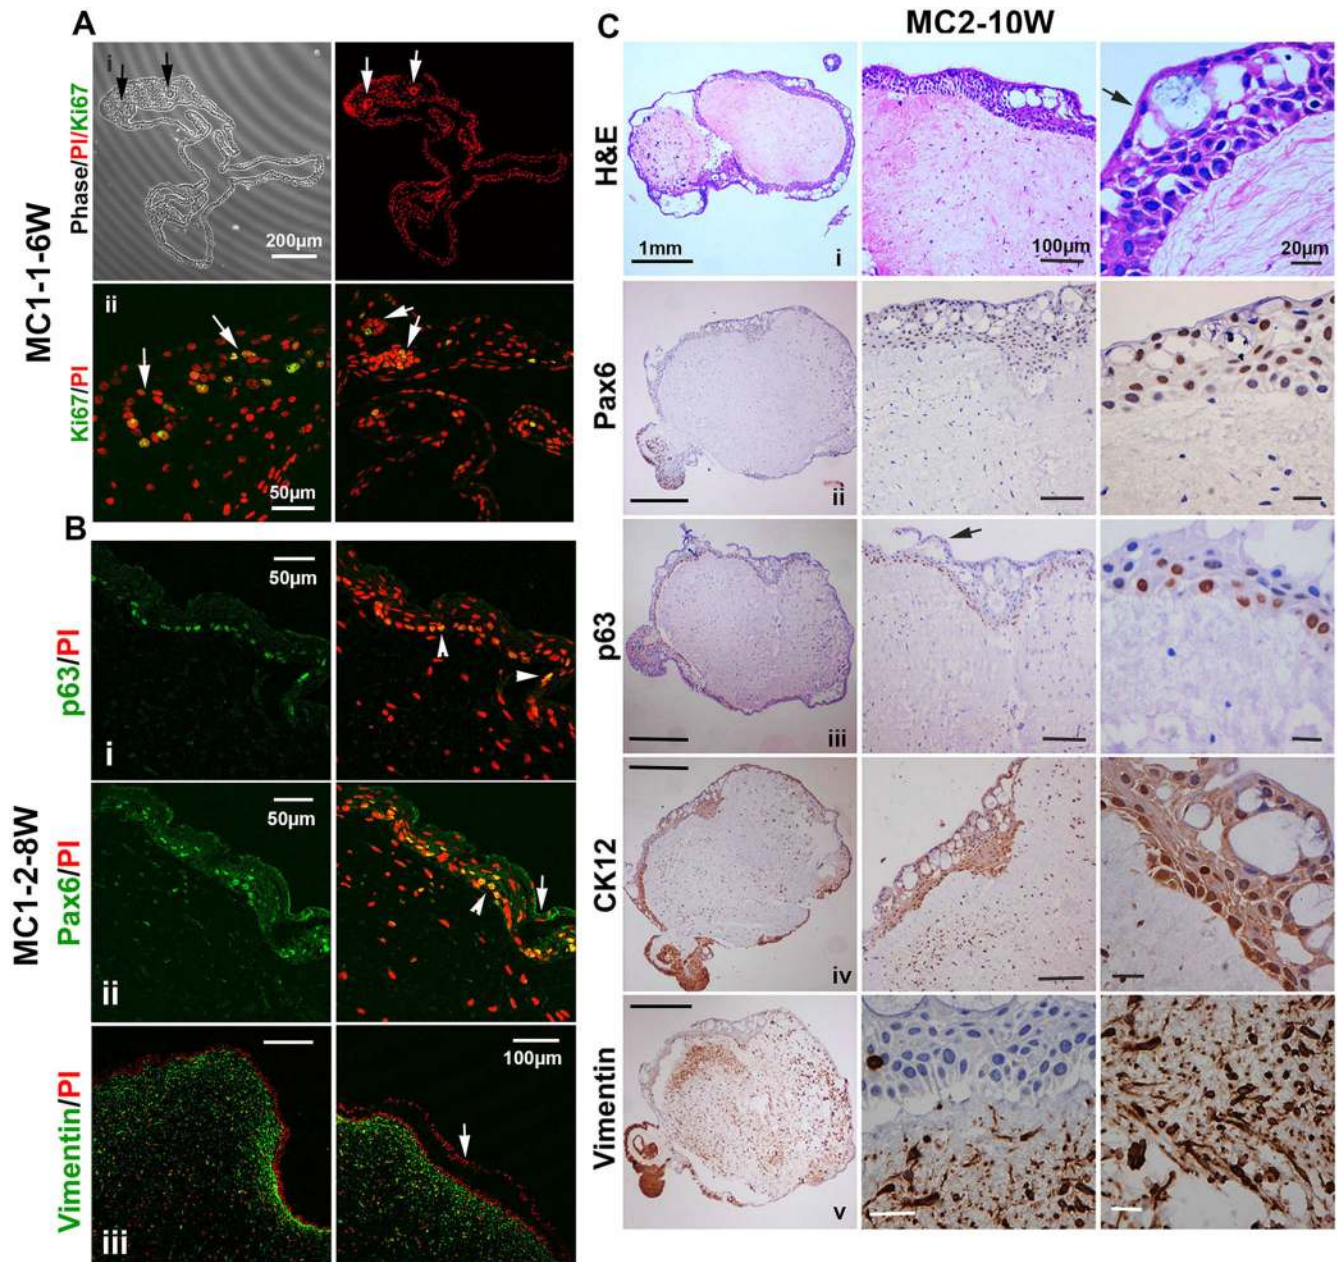 A
MC1-1-6W
Phase/PI/Ki67
i
200µm
Ki67/PI
ii
50µm
B
MC1-2-8W
p63/PI
i
50µm
Pax6/PI
ii
50µm
Vimentin/PI
iii
100µm
C
MC2-10W
H&E
1mm
i
100µm
20µm
Pax6
ii
p63
iii
CK12
iv
Vimentin
v